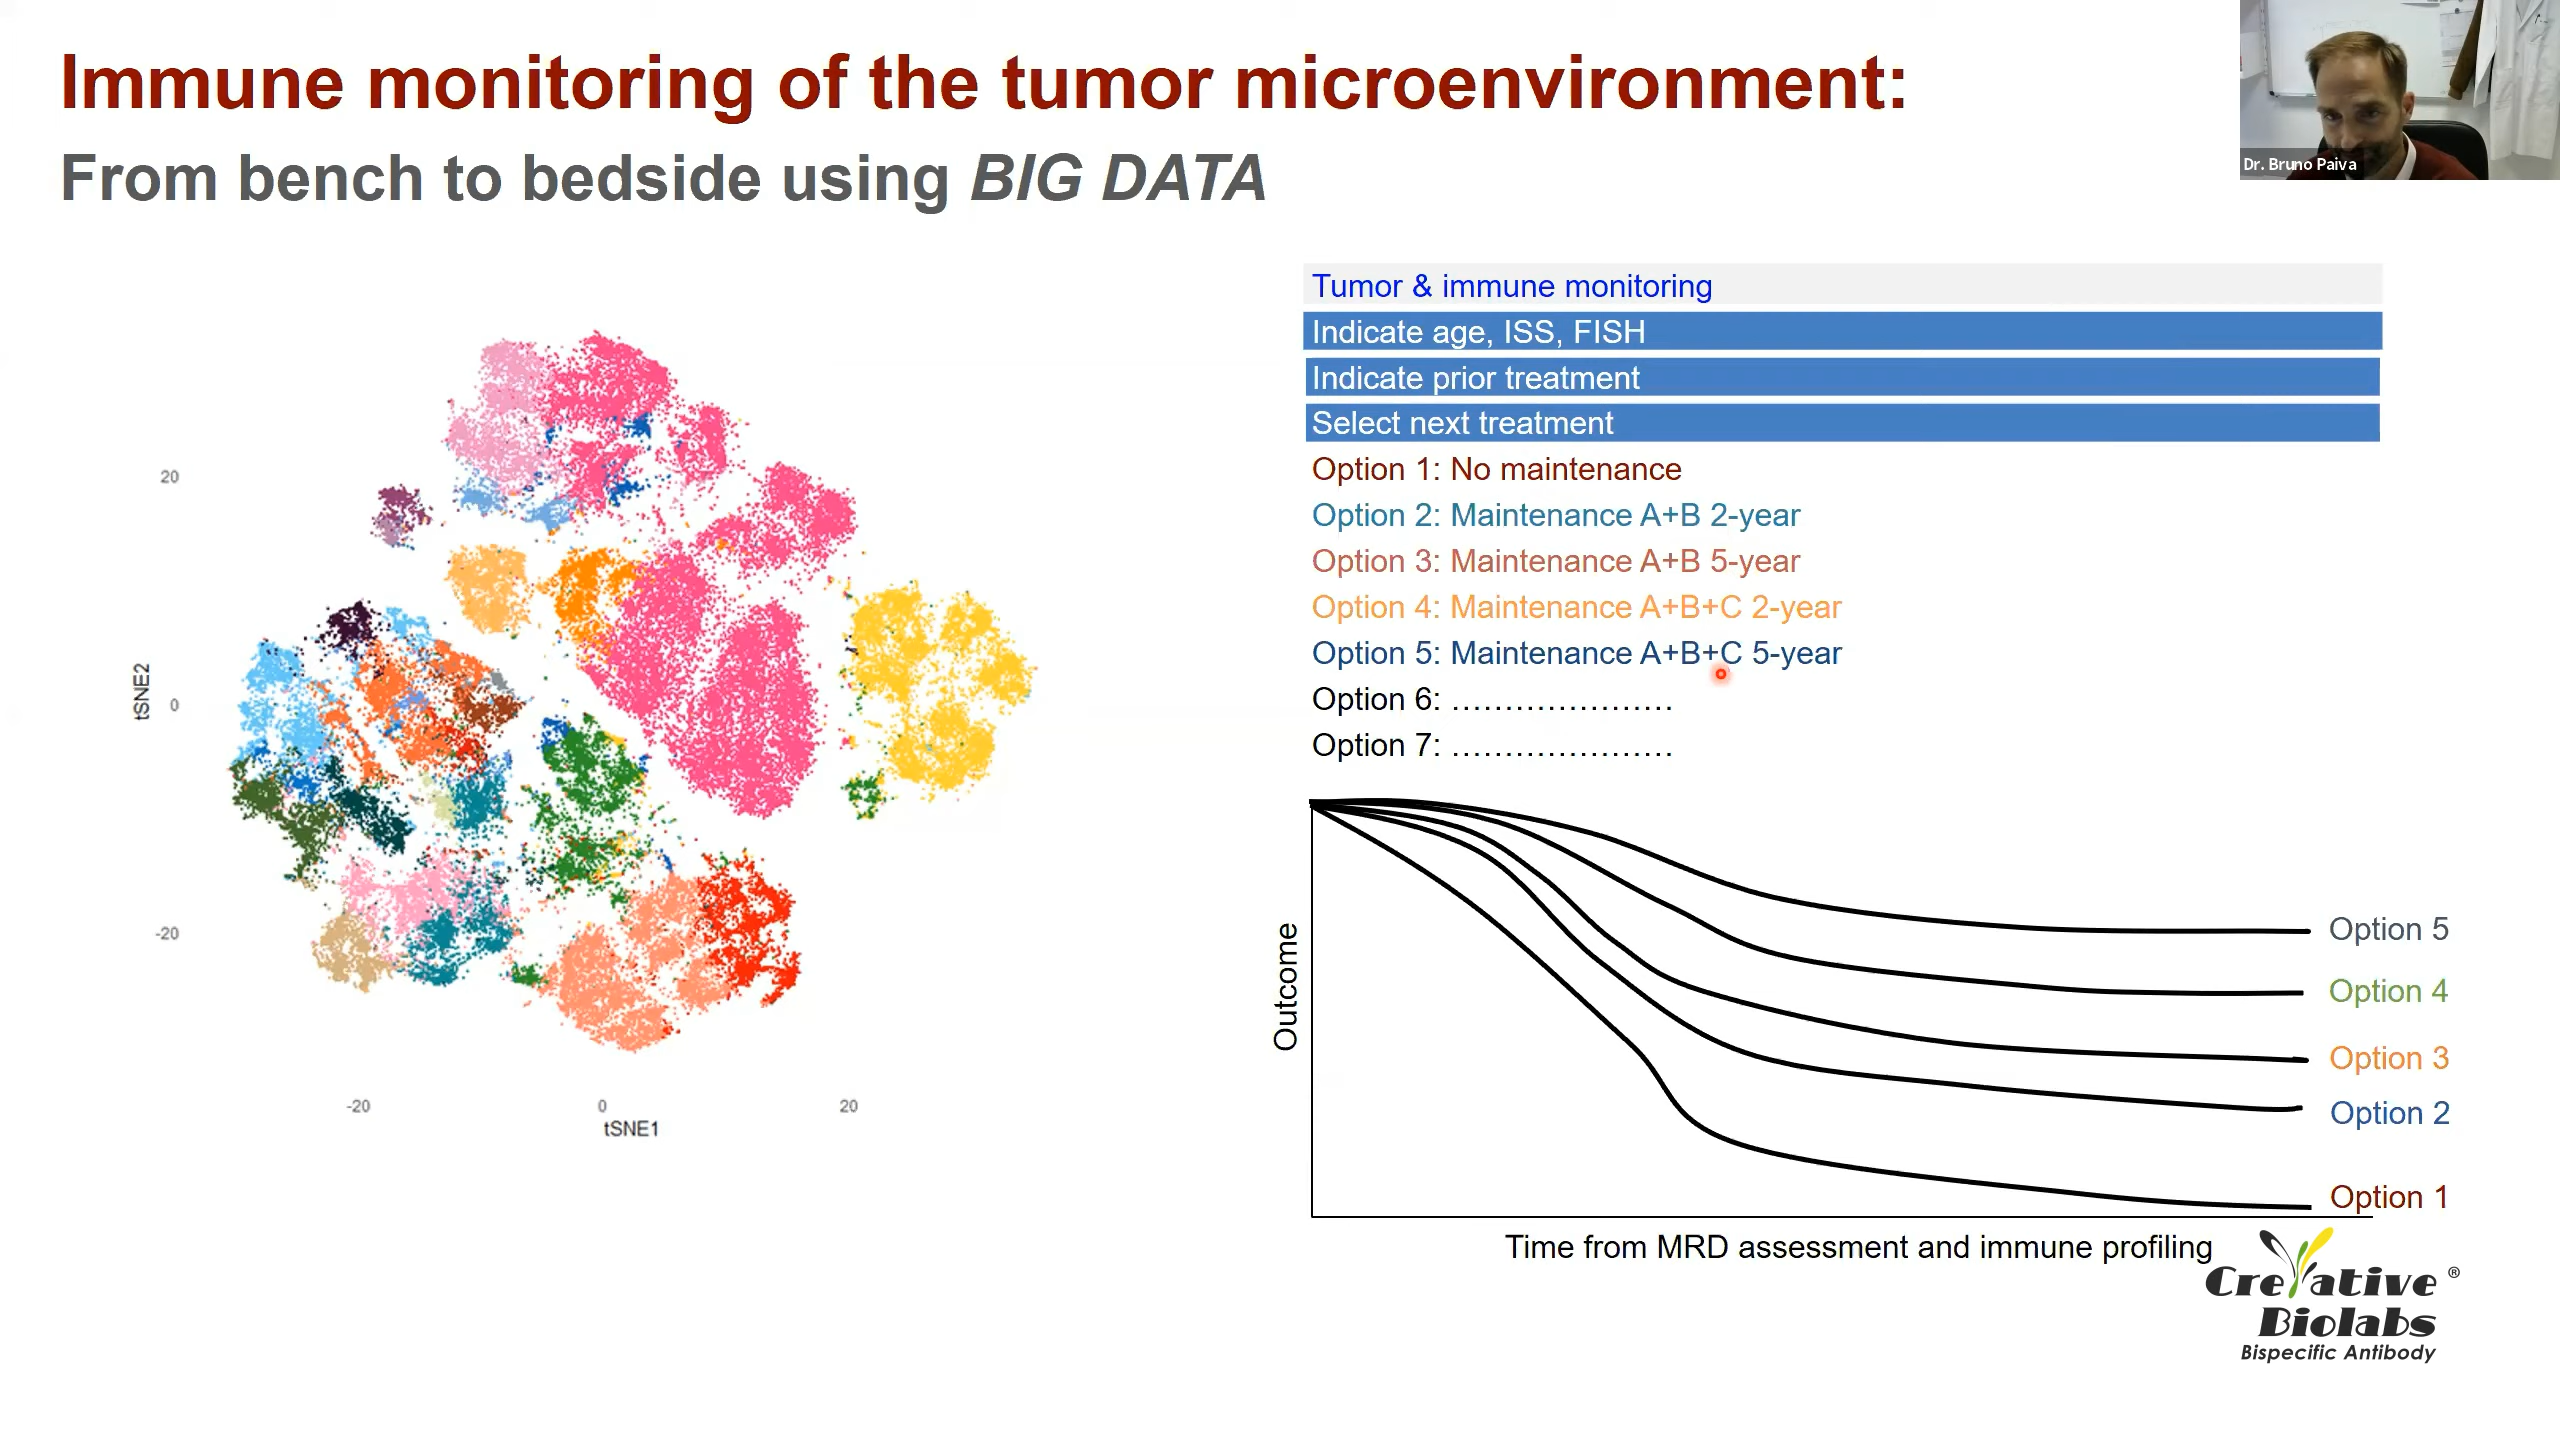 Immune monitoring of the tumor microenvironment:
From bench to bedside using BIG DATA
Dr. Bruno Paiva
20
0
-20
tSNE2
-20
0
20
tSNE1
Tumor & immune monitoring
Indicate age, ISS, FISH
Indicate prior treatment
Select next treatment
Option 1: No maintenance
Option 2: Maintenance A+B 2-year
Option 3: Maintenance A+B 5-year
Option 4: Maintenance A+B+C 2-year
Option 5: Maintenance A+B+C 5-year
Option 6: .....................
Option 7: .....................
Outcome
Option 5
Option 4
Option 3
Option 2
Option 1
Time from MRD assessment and immune profiling
Creative ®
Biolabs
Bispecific Antibody